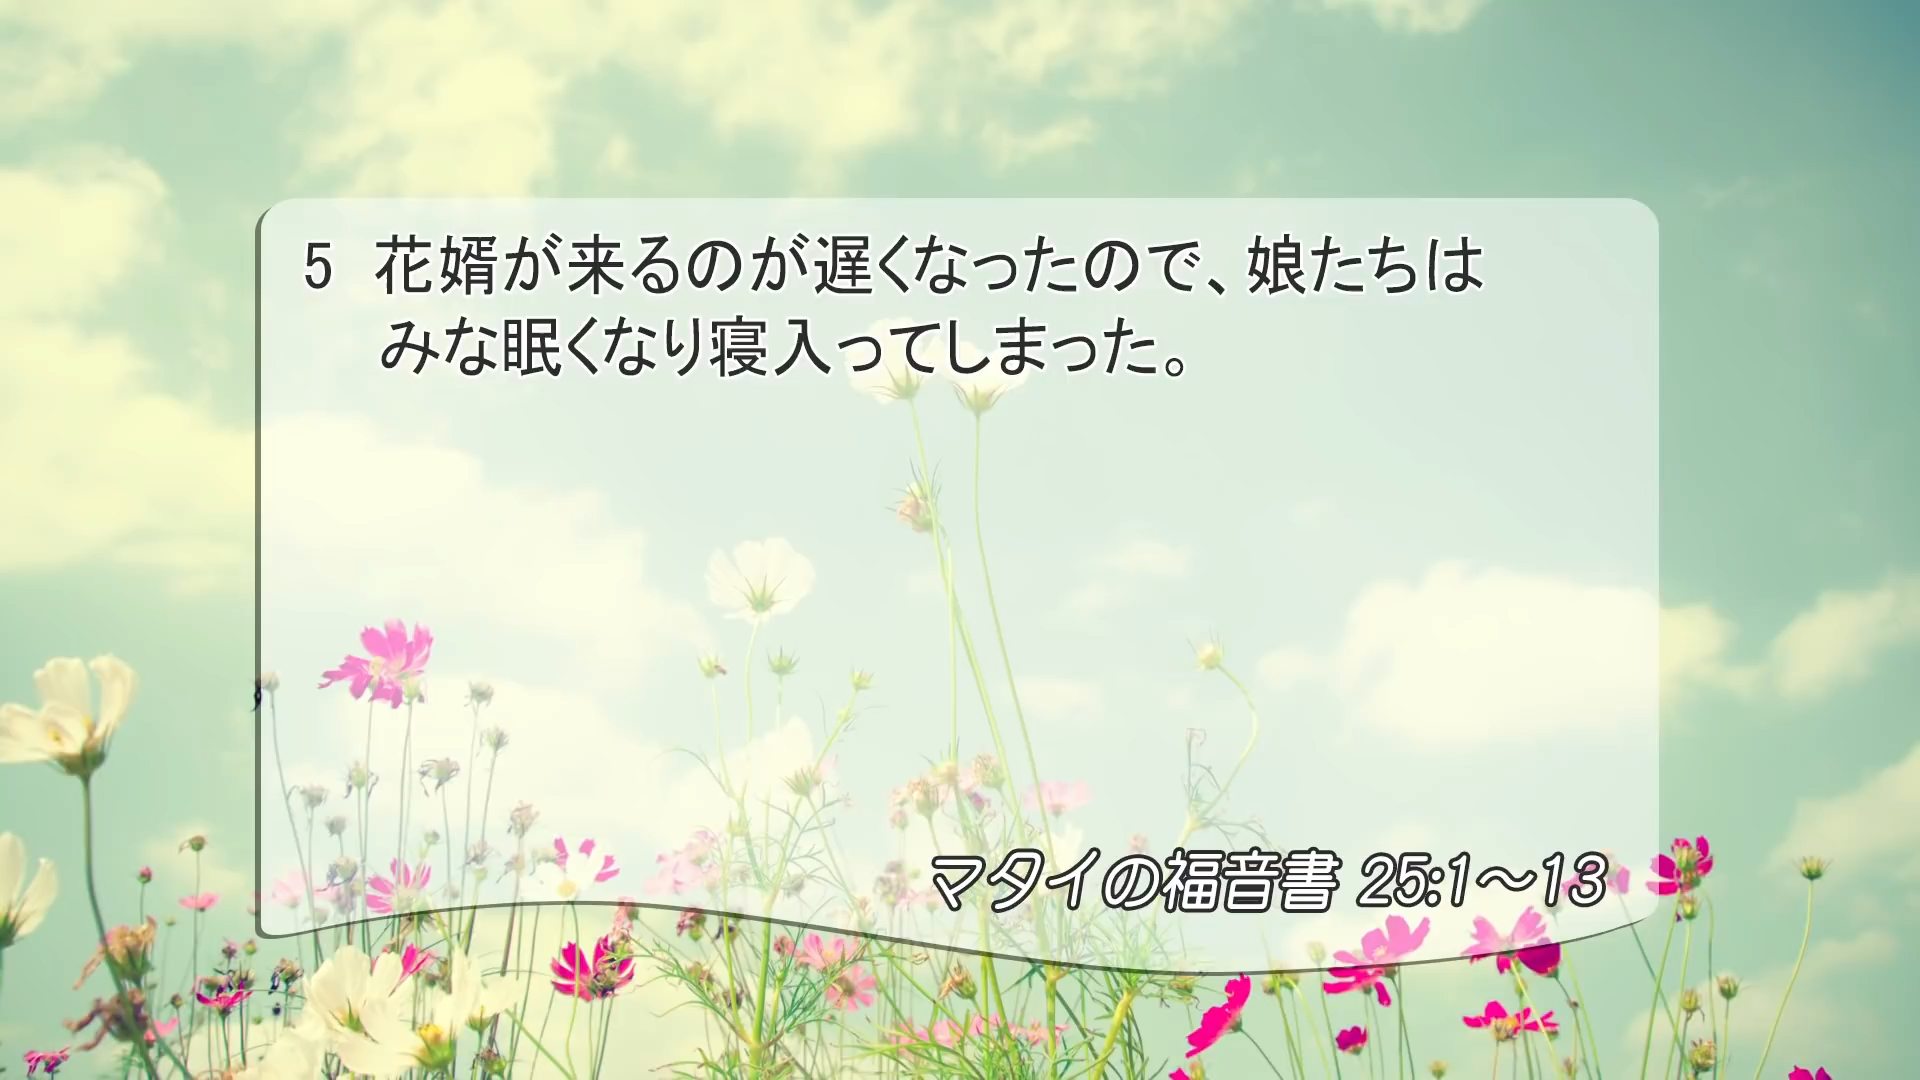 5 花婿が来るのが遅くなったので、娘たちは
みな眠くなり寝入ってしまった。
マタイの福音書 25:1～13